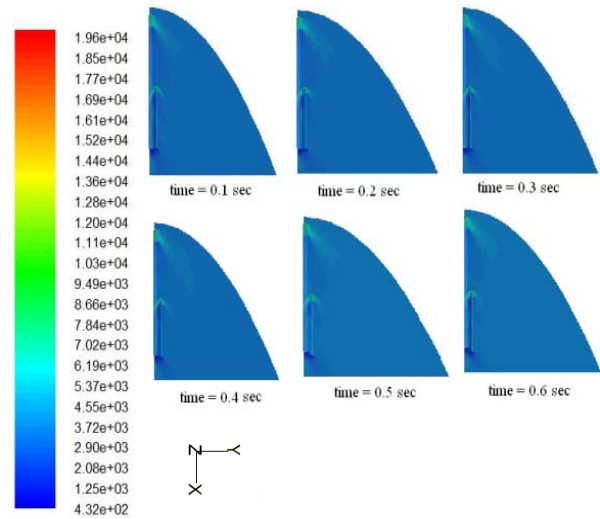 1.96e+04
1.85e+04
1.77e+04
1.69e+04
1.61e+04
1.52e+04
1.44e+04
1.36e+04
1.28e+04
1.20e+04
1.11e+04
1.03e+04
9.49e+03
8.66e+03
7.84e+03
7.02e+03
6.19e+03
5.37e+03
4.55e+03
3.72e+03
2.90e+03
2.08e+03
1.25e+03
4.32e+02
time = 0.1 sec
time = 0.2 sec
time = 0.3 sec
time = 0.4 sec
time = 0.5 sec
time = 0.6 sec
Z
Y
X